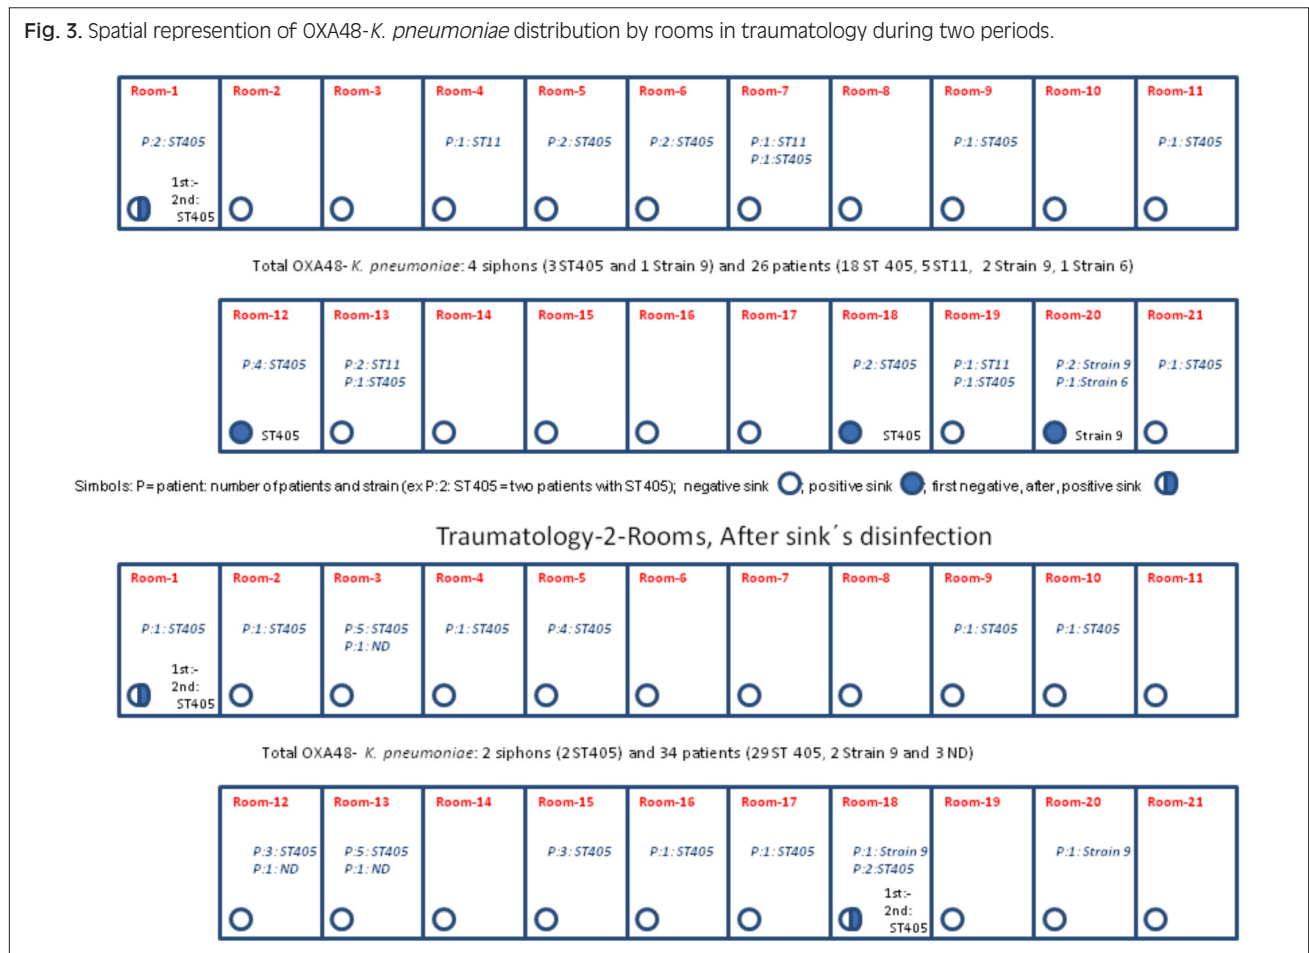 Fig. 3. Spatial represention of OXA48-K. pneumoniae distribution by rooms in traumatology during two periods.
Room-1 Room-2 Room-3 Room-4 Room-5 Room-6 Room-7 Room-8 Room-9 Room-10 Room-11
P:2:ST405 P:1:ST11 P:2:ST405 P:2:ST405 P:1:ST11 P:1:ST405 P:1:ST405
P:1:ST405
1st:-
2nd:
ST405
Total OXA48- K. pneumoniae: 4 siphons (3 ST405 and 1 Strain 9) and 26 patients (18 ST 405, 5 ST11, 2 Strain 9, 1 Strain 6)
Room-12 Room-13 Room-14 Room-15 Room-16 Room-17 Room-18 Room-19 Room-20 Room-21
P:4:ST405 P:2:ST11 P:2:ST405 P:1:ST11 P:2:Strain 9 P:1:ST405
P:1:ST405 P:1:ST405 P:1:Strain 6
ST405 ST405 Strain 9
Simbols: P= patient: number of patients and strain (ex P:2: ST405 = two patients with ST405); negative sink ; positive sink ; first negative, after, positive sink
Traumatology-2-Rooms, After sink´s disinfection
Room-1 Room-2 Room-3 Room-4 Room-5 Room-6 Room-7 Room-8 Room-9 Room-10 Room-11
P:1:ST405 P:1:ST405 P:5:ST405 P:1:ST405 P:4:ST405 P:1:ST405 P:1:ST405
P:1:ND
1st:-
2nd:
ST405
Total OXA48- K. pneumoniae: 2 siphons (2 ST405) and 34 patients (29 ST 405, 2 Strain 9 and 3 ND)
Room-12 Room-13 Room-14 Room-15 Room-16 Room-17 Room-18 Room-19 Room-20 Room-21
P:3:ST405 P:5:ST405 P:3:ST405 P:1:ST405 P:1:ST405 P:1:Strain 9 P:1:Strain 9
P:1:ND P:1:ND P:2:ST405
1st:-
2nd:
ST405